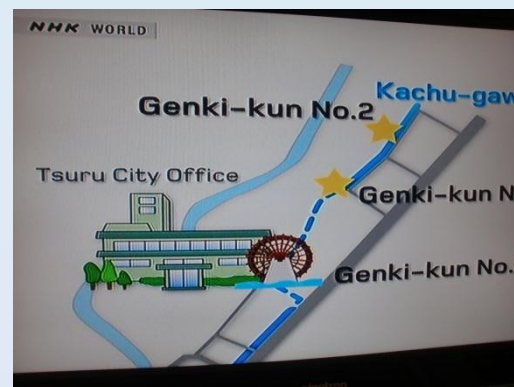 NHK WORLD
Kachu-gaw
Genki-kun No.2
Tsuru City Office
Genki-kun N
Genki-kun No.